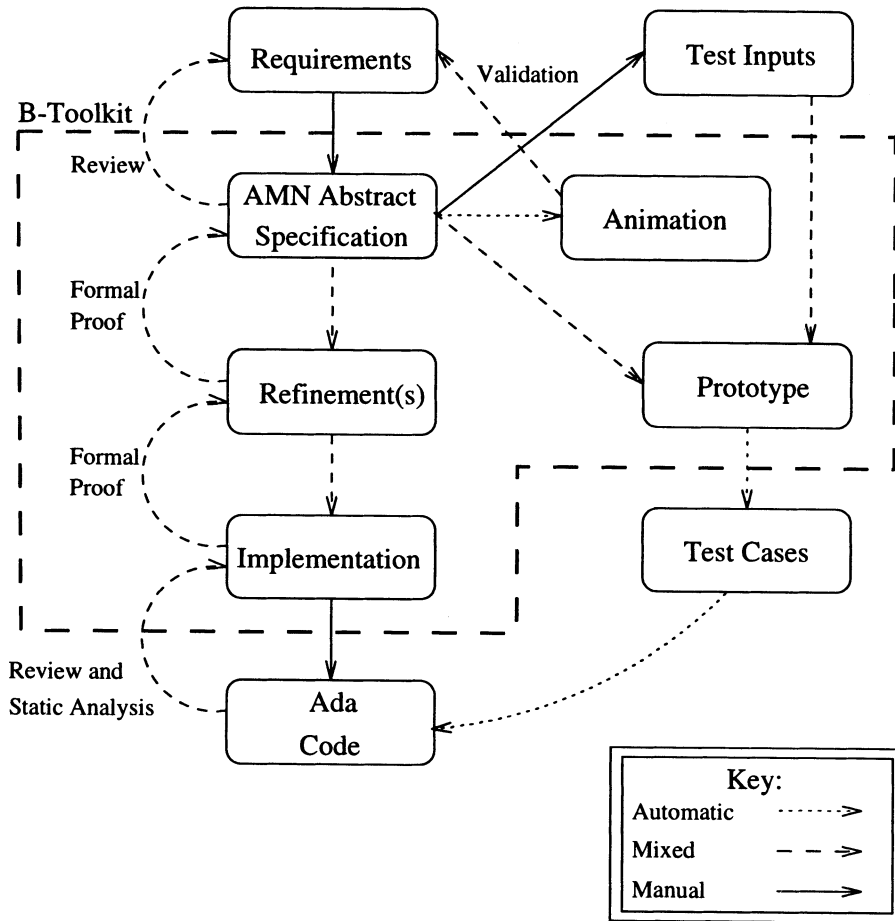 Requirements
Test Inputs
Validation
B-Toolkit
Review
AMN Abstract
Specification
Animation
Formal
Proof
Refinement(s)
Prototype
Formal
Proof
Implementation
Test Cases
Review and
Static Analysis
Ada
Code
Key:
Automatic
Mixed
Manual